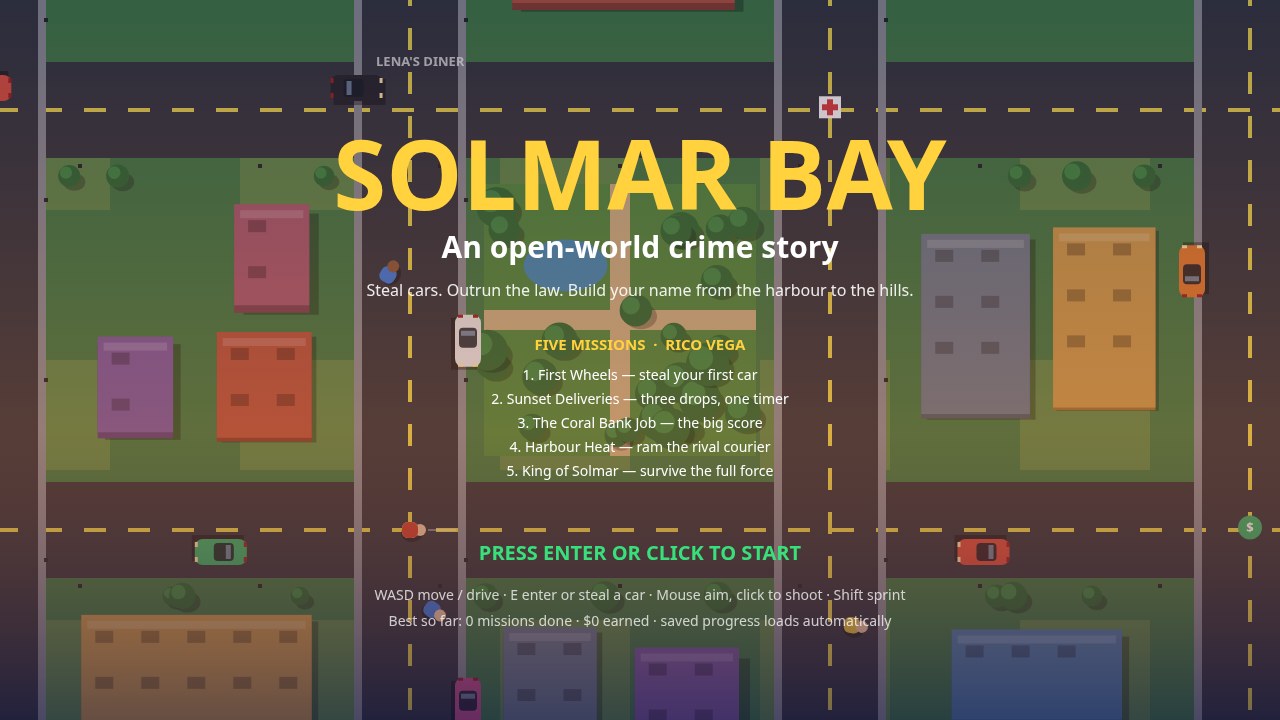 LENA'S DINER
SOLMAR BAY
An open-world crime story
Steal cars. Outrun the law. Build your name from the harbour to the hills.
FIVE MISSIONS · RICO VEGA
1. First Wheels — steal your first car
2. Sunset Deliveries — three drops, one timer
3. The Coral Bank Job — the big score
4. Harbour Heat — ram the rival courier
5. King of Solmar — survive the full force
$
PRESS ENTER OR CLICK TO START
WASD move / drive · E enter or steal a car · Mouse aim, click to shoot · Shift sprint
Best so far: 0 missions done · $0 earned · saved progress loads automatically